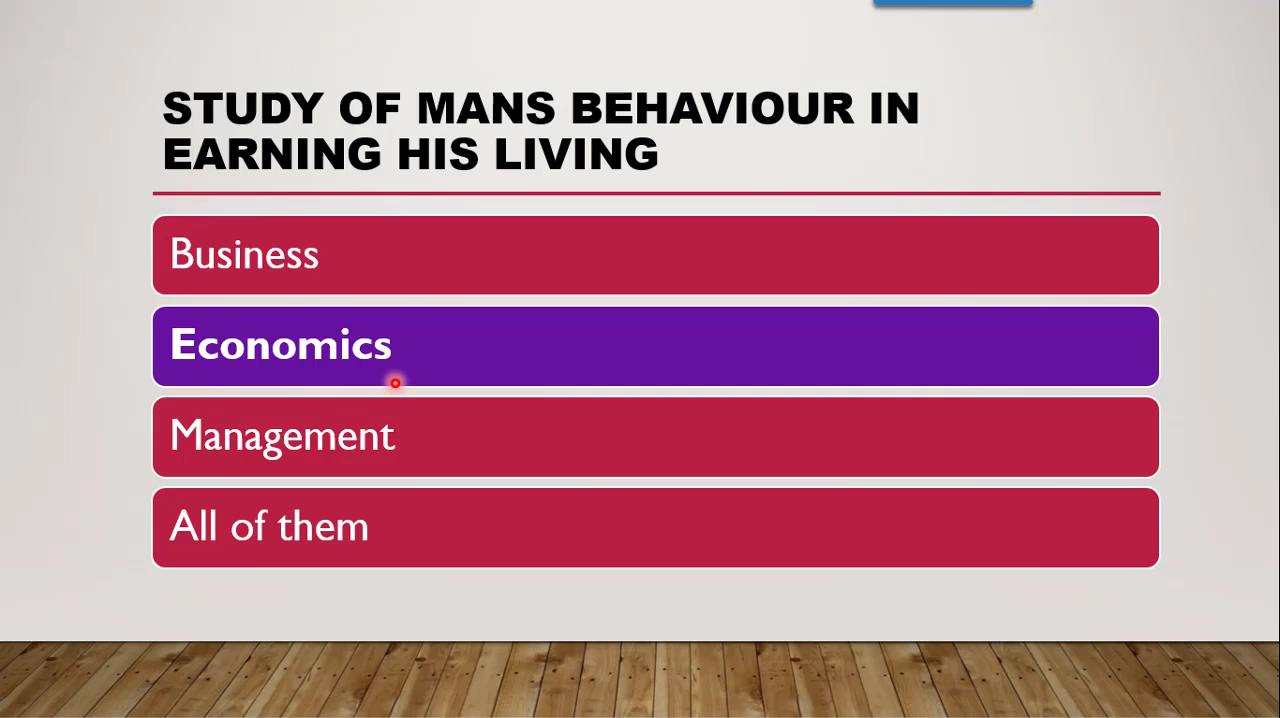 STUDY OF MANS BEHAVIOUR IN
EARNING HIS LIVING
Business
Economics
Management
All of them